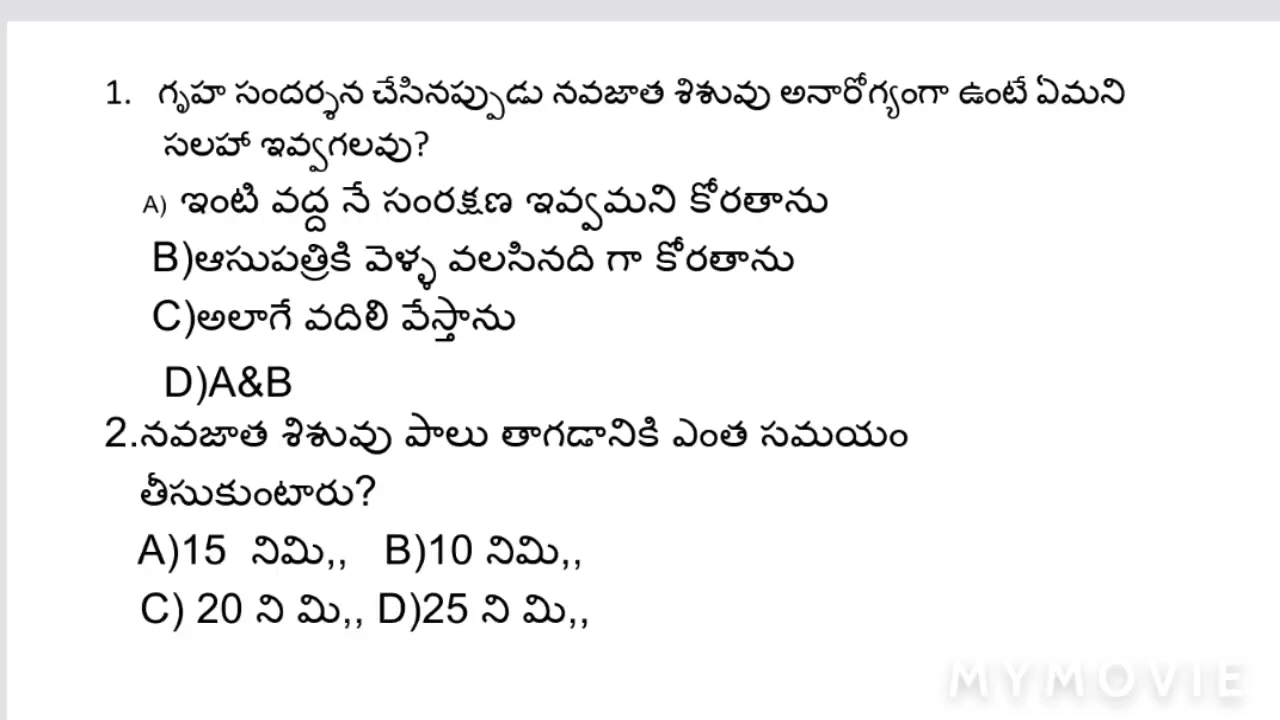 1. గృహ సందర్శన చేసినప్పుడు నవజాత శిశువు అనారోగ్యంగా ఉంటే ఏమని
సలహా ఇవ్వగలవు?
A) ఇంటి వద్ద నే సంరక్షణ ఇవ్వమని కోరతాను
B)ఆసుపత్రికి వెళ్ళ వలసినది గా కోరతాను
C)అలాగే వదిలి వేస్తాను
D)A&B
2.నవజాత శిశువు పాలు తాగడానికి ఎంత సమయం
తీసుకుంటారు?
A)15 నిమి,, B)10 నిమి,,
C) 20 ని మి,, D)25 ని మి,,
MYMOVIE